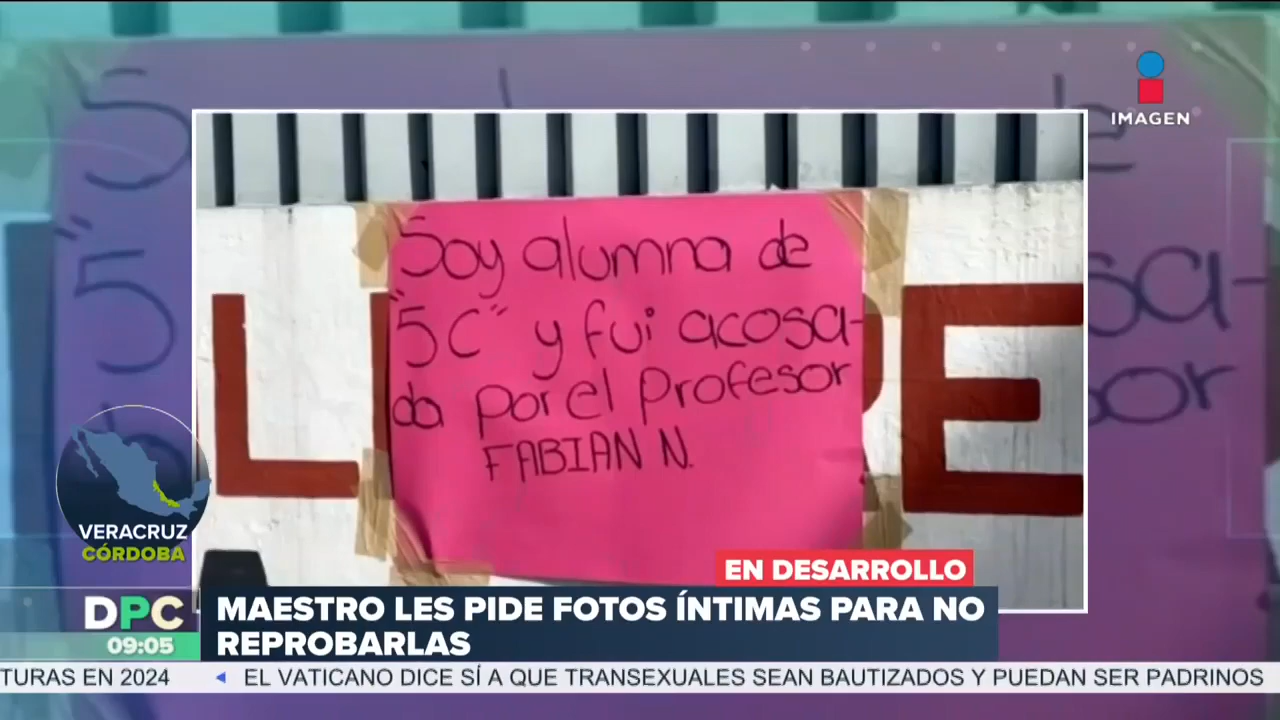 IMAGEN
Soy alumna de
"5C" y fui acosa-
da por el profesor
FABIAN N.
L
E
VERACRUZ
CÓRDOBA
EN DESARROLLO
DPC
09:05
MAESTRO LES PIDE FOTOS ÍNTIMAS PARA NO
REPROBARLAS
TURAS EN 2024 ◄ EL VATICANO DICE SÍ A QUE TRANSEXUALES SEAN BAUTIZADOS Y PUEDAN SER PADRINOS